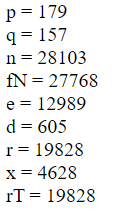 p = 179
q = 157
n = 28103
fN = 27768
e = 12989
d = 605
r = 19828
x = 4628
rT = 19828